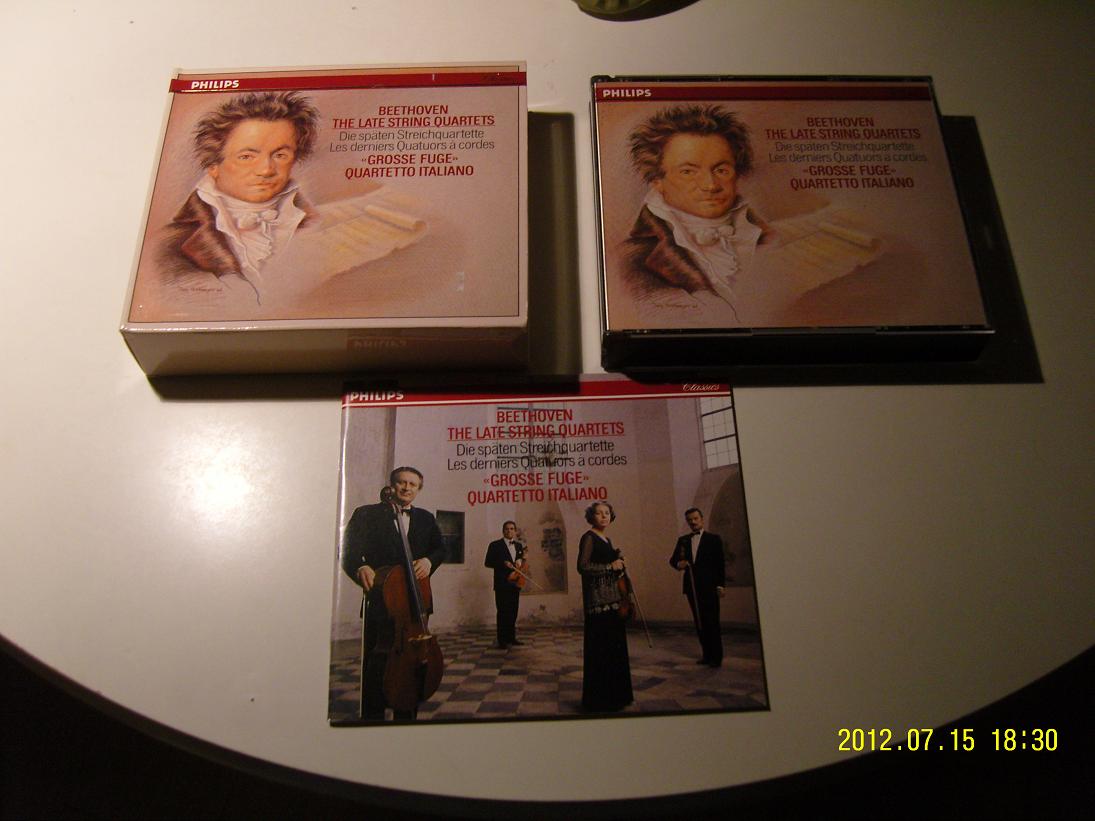 PHILIPS
BEETHOVEN
THE LATE STRING QUARTETS
Die späten Streichquartette
Les derniers Quatuors à cordes
«GROSSE FUGE»
QUARTETTO ITALIANO
PHILIPS
PHILIPS
BEETHOVEN
THE LATE STRING QUARTETS
Die späten Streichquartette
Les derniers Quatuors à cordes
«GROSSE FUGE»
QUARTETTO ITALIANO
PHILIPS Classics
BEETHOVEN
THE LATE STRING QUARTETS
Die späten Streichquartette
Les derniers Quatuors à cordes
«GROSSE FUGE»
QUARTETTO ITALIANO
2012.07.15 18:30